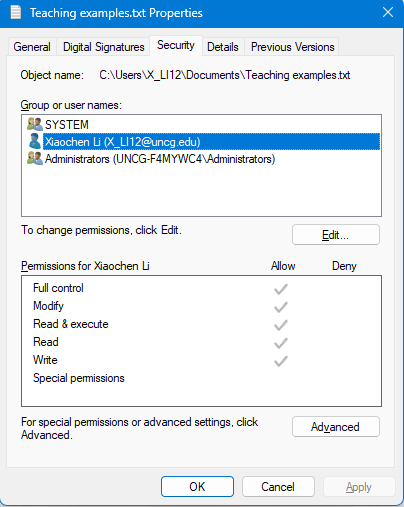 Teaching examples.txt Properties
General Digital Signatures Security Details Previous Versions
Object name: C:\Users\X_LI12\Documents\Teaching examples.txt
Group or user names:
SYSTEM
Xiaochen Li (X_LI12@uncg.edu)
Administrators (UNCG-F4MYWC4\Administrators)
To change permissions, click Edit.
Edit...
Permissions for Xiaochen Li Allow Deny
Full control
Modify
Read & execute
Read
Write
Special permissions
For special permissions or advanced settings, click
Advanced.
Advanced
OK Cancel Apply